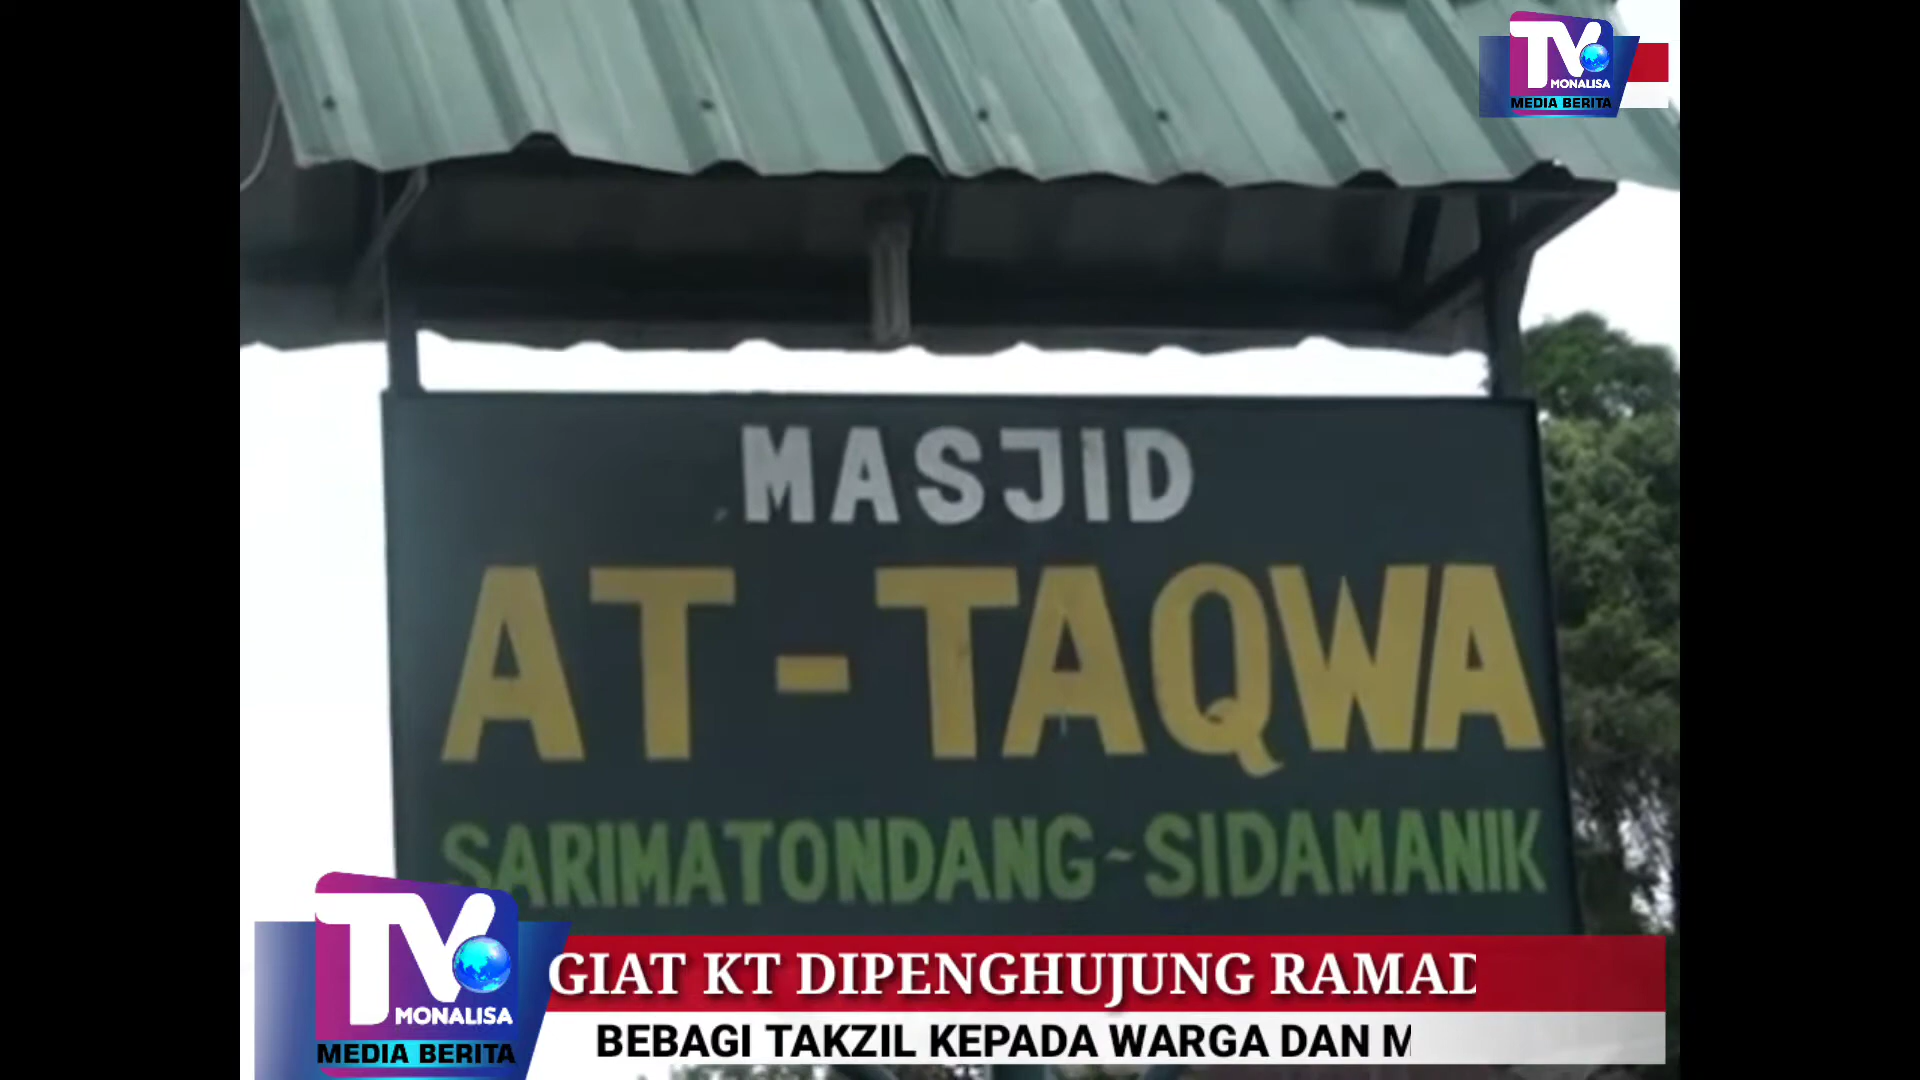 TV
MONALISA
MEDIA BERITA
MASJID
AT-TAQWA
SARIMATONDANG~SIDAMANIK
TV
MONALISA
MEDIA BERITA
GIAT KT DIPENGHUJUNG RAMAD
BEBAGI TAKZIL KEPADA WARGA DAN M